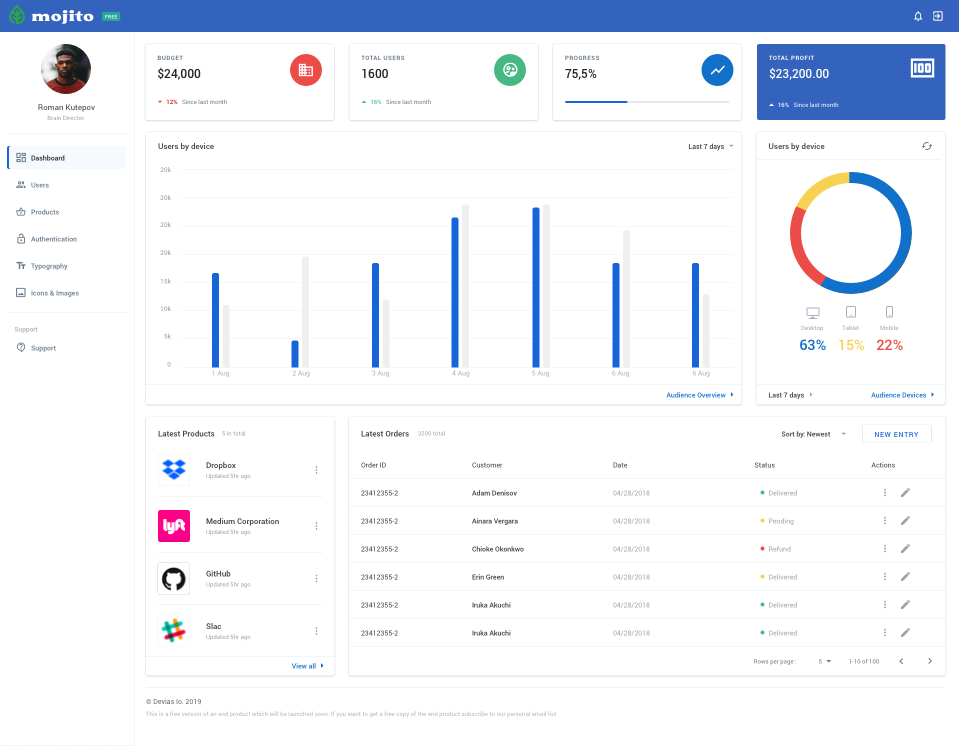 mojito FREE
Roman Kutepov
Brain Director
Dashboard
Users
Products
Authentication
Typography
Icons & Images
Support
Support
BUDGET
$24,000
12% Since last month
TOTAL USERS
1600
16% Since last month
PROGRESS
75,5%
TOTAL PROFIT
$23,200.00
100
16% Since last month
Users by device
Last 7 days
20k
20k
20k
20k
15k
10k
5k
0
1 Aug 2 Aug 3 Aug 4 Aug 5 Aug 6 Aug 6 Aug
Audience Overview
Users by device
Desktop Tablet Mobile
63% 15% 22%
Last 7 days Audience Devices
Latest Products 5 in total
Dropbox
Updated 5hr ago
lyft
Medium Corporation
Updated 5hr ago
GitHub
Updated 5hr ago
Slac
Updated 5hr ago
View all
Latest Orders 3200 total
Sort by: Newest
NEW ENTRY
Order ID Customer Date Status Actions
23412355-2 Adam Denisov 04/28/2018 Delivered
23412355-2 Ainara Vergara 04/28/2018 Pending
23412355-2 Chioke Okonkwo 04/28/2018 Refund
23412355-2 Erin Green 04/28/2018 Delivered
23412355-2 Iruka Akuchi 04/28/2018 Delivered
23412355-2 Iruka Akuchi 04/28/2018 Delivered
Rows per page : 5 1-10 of 100
© Devias Io. 2019
This is a free version of an end product which will be launched soon. If you want to get a free copy of the end product subscribe to our personal email list